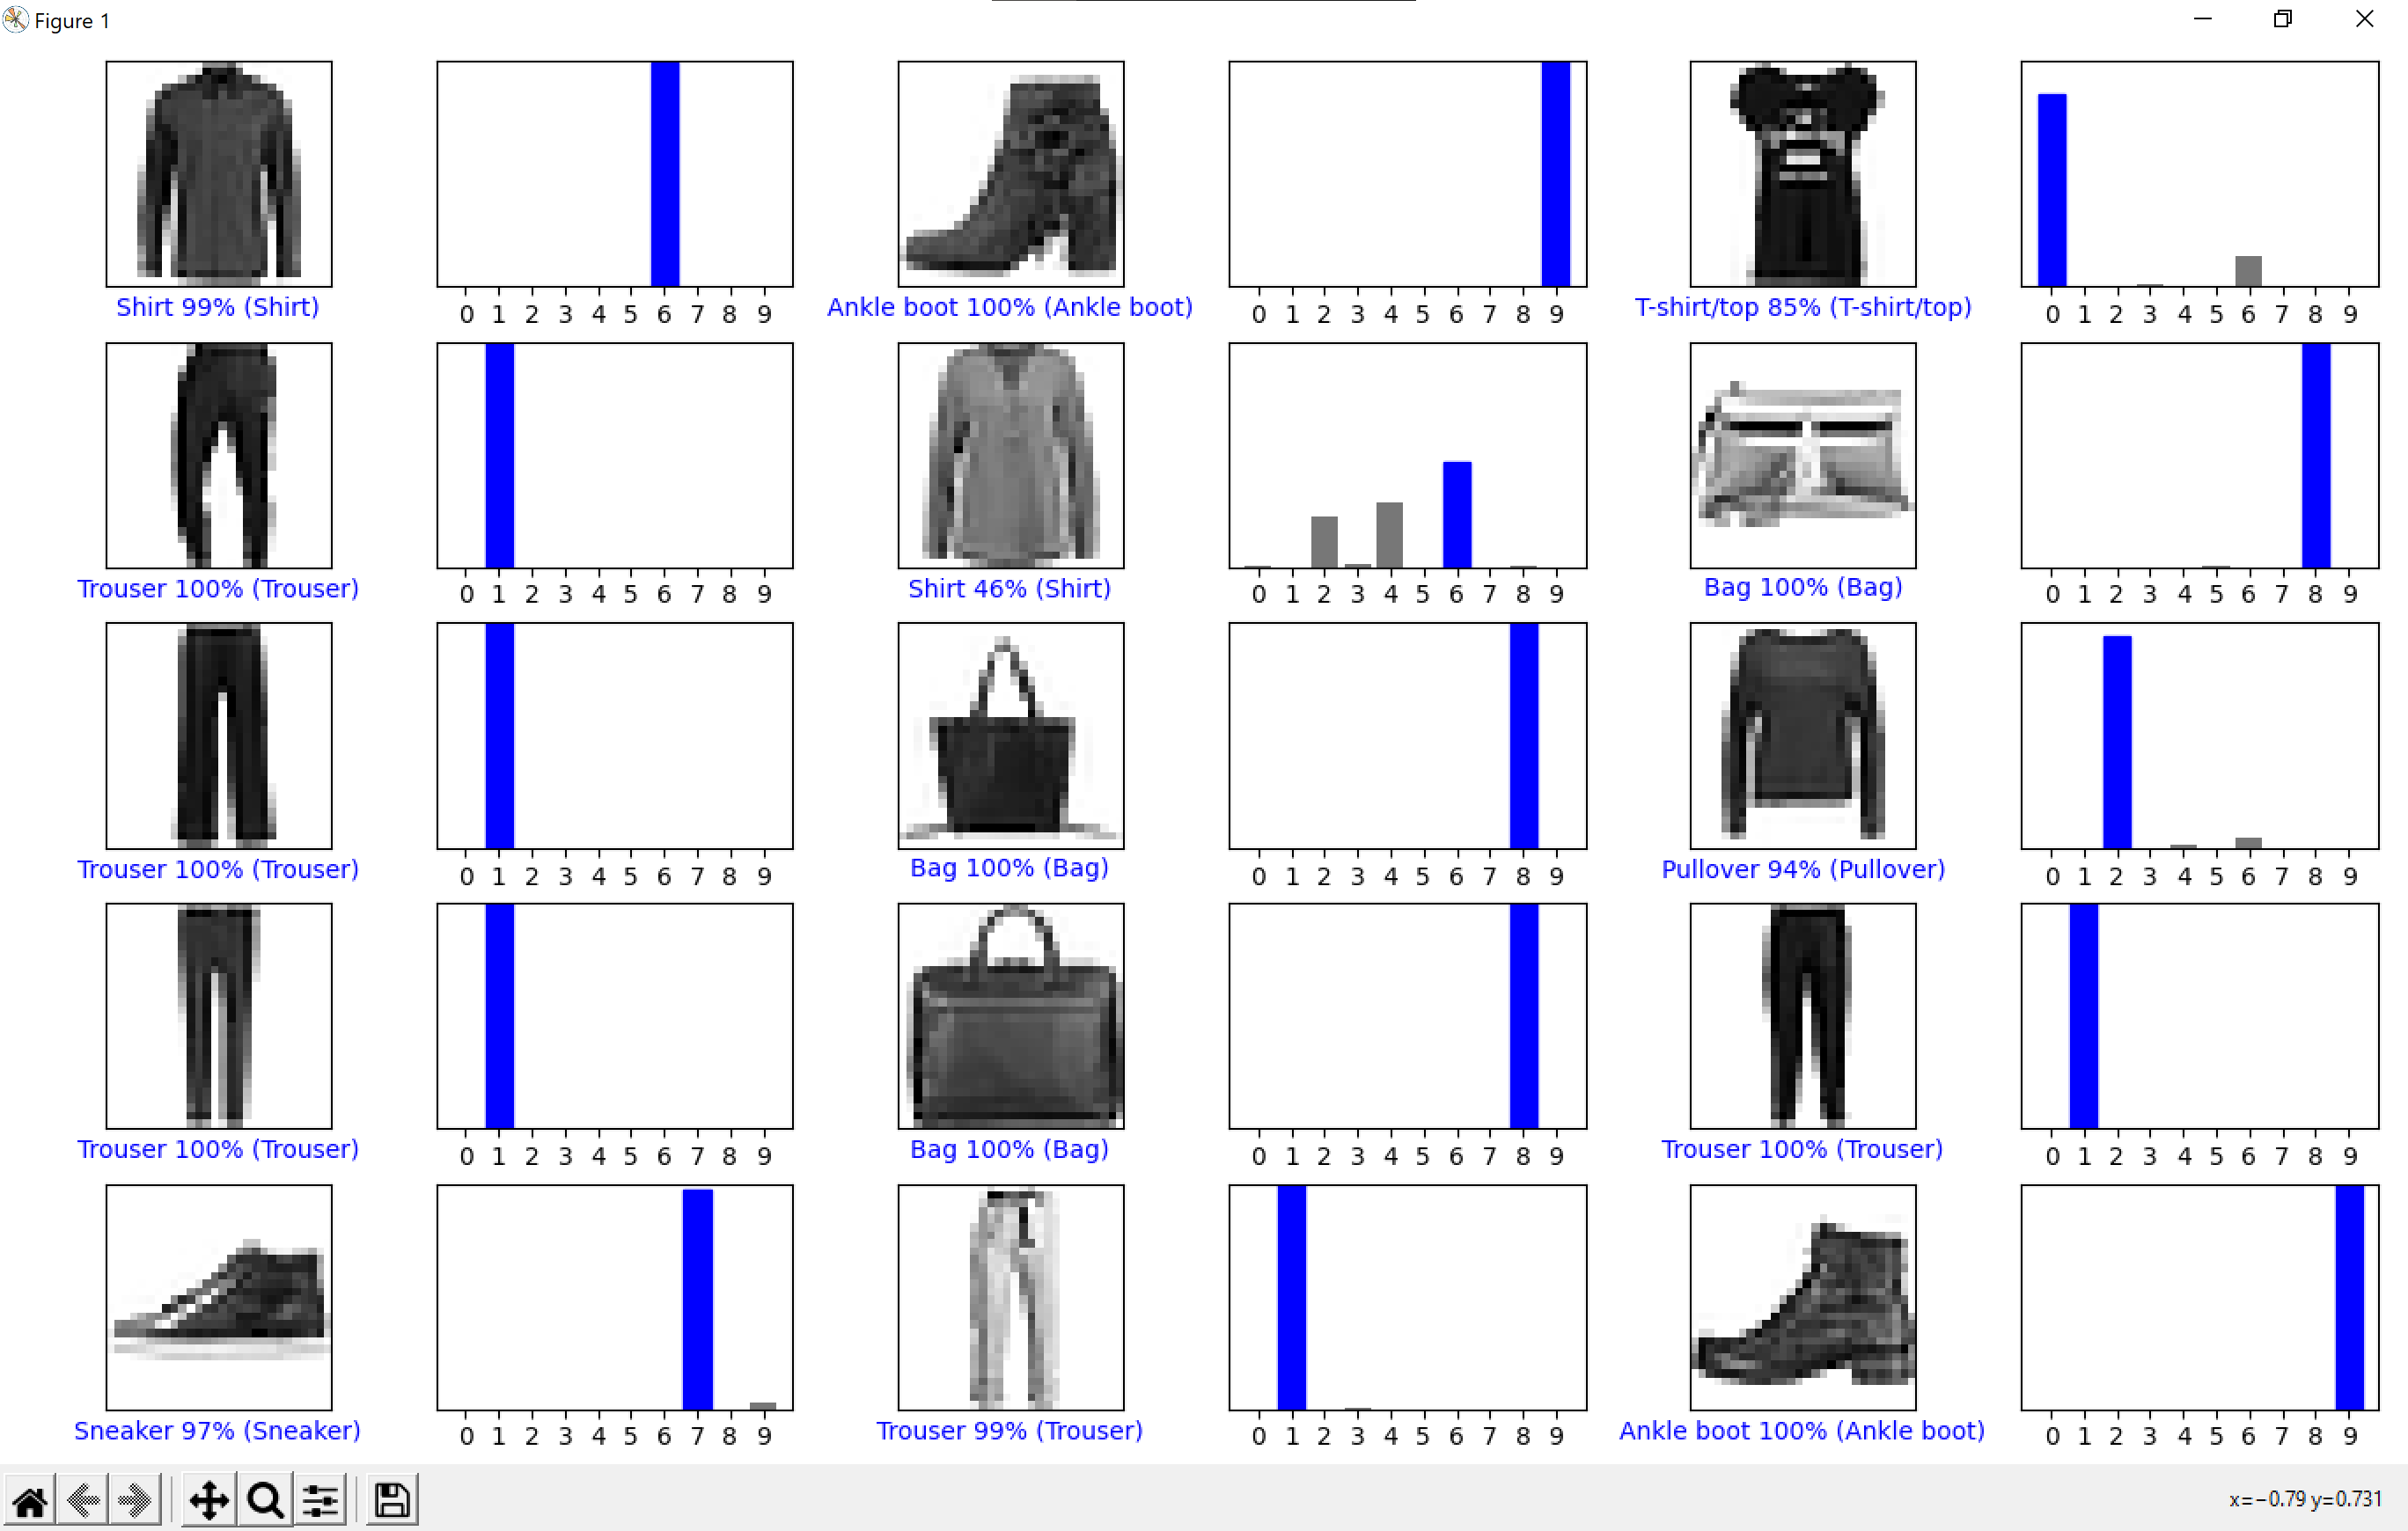 Figure 1
Shirt 99% (Shirt)
0 1 2 3 4 5 6 7 8 9
Ankle boot 100% (Ankle boot)
0 1 2 3 4 5 6 7 8 9
T-shirt/top 85% (T-shirt/top)
0 1 2 3 4 5 6 7 8 9
Trouser 100% (Trouser)
0 1 2 3 4 5 6 7 8 9
Shirt 46% (Shirt)
0 1 2 3 4 5 6 7 8 9
Bag 100% (Bag)
0 1 2 3 4 5 6 7 8 9
Trouser 100% (Trouser)
0 1 2 3 4 5 6 7 8 9
Bag 100% (Bag)
0 1 2 3 4 5 6 7 8 9
Pullover 94% (Pullover)
0 1 2 3 4 5 6 7 8 9
Trouser 100% (Trouser)
0 1 2 3 4 5 6 7 8 9
Bag 100% (Bag)
0 1 2 3 4 5 6 7 8 9
Trouser 100% (Trouser)
0 1 2 3 4 5 6 7 8 9
Sneaker 97% (Sneaker)
0 1 2 3 4 5 6 7 8 9
Trouser 99% (Trouser)
0 1 2 3 4 5 6 7 8 9
Ankle boot 100% (Ankle boot)
0 1 2 3 4 5 6 7 8 9
x=−0.79 y=0.731